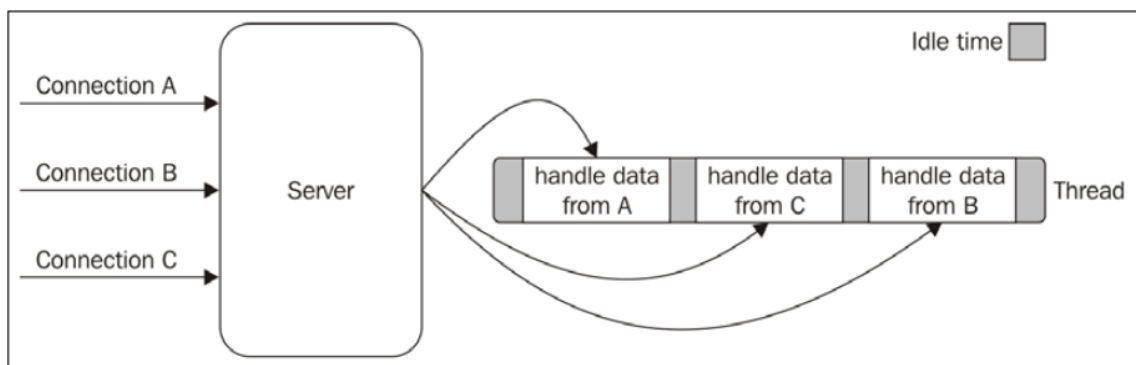 Idle time
Connection A
Connection B
Connection C
Server
handle data
from A
handle data
from C
handle data
from B
Thread